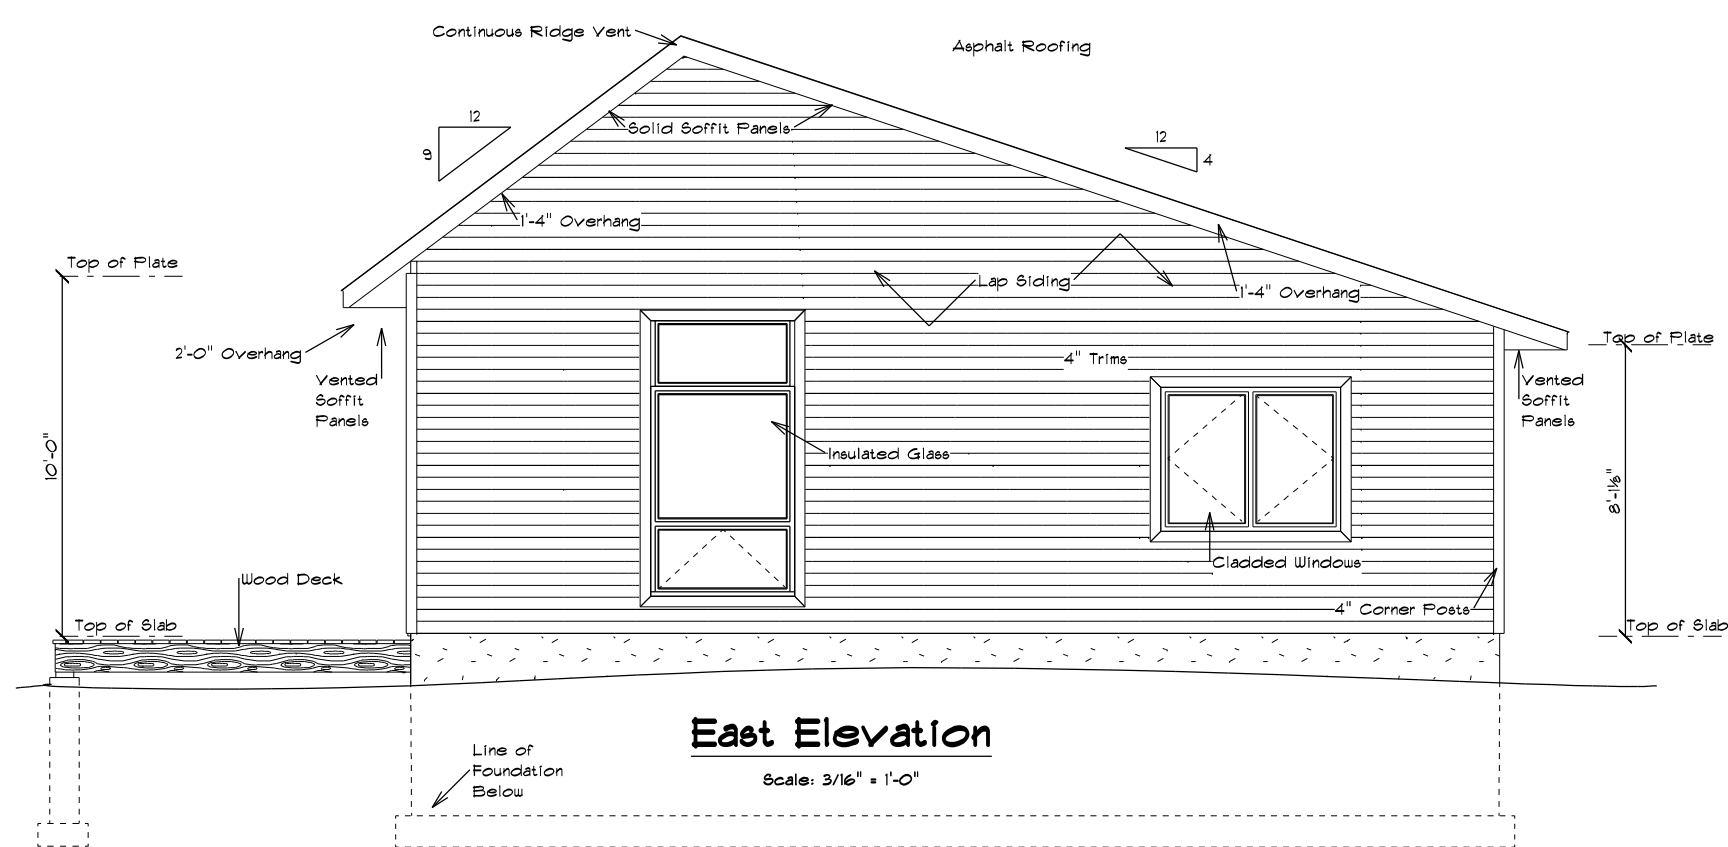 Continuous Ridge Vent
Asphalt Roofing
12
9
Solid Soffit Panels
12
4
1'-4" Overhang
Top of Plate
Lap Siding
1'-4" Overhang
2'-0" Overhang
Vented
Soffit
Panels
4" Trims
Top of Plate
Vented
Soffit
Panels
10'-0"
Insulated Glass
8'-1⅛"
Cladded Windows
Wood Deck
4" Corner Posts
Top of Slab
Top of Slab
East Elevation
Scale: 3/16" = 1'-0"
Line of
Foundation
Below